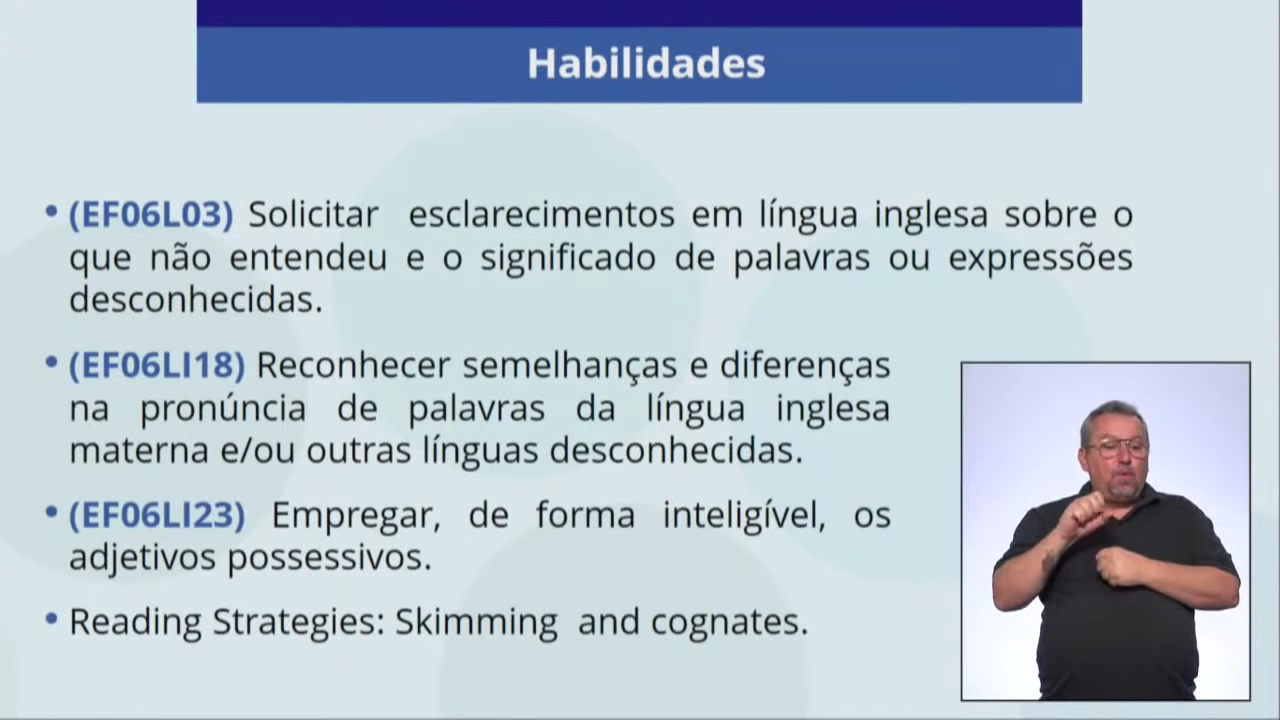 Habilidades
• (EF06L03) Solicitar esclarecimentos em língua inglesa sobre o
que não entendeu e o significado de palavras ou expressões
desconhecidas.
• (EF06LI18) Reconhecer semelhanças e diferenças
na pronúncia de palavras da língua inglesa
materna e/ou outras línguas desconhecidas.
• (EF06LI23) Empregar, de forma inteligível, os
adjetivos possessivos.
• Reading Strategies: Skimming and cognates.